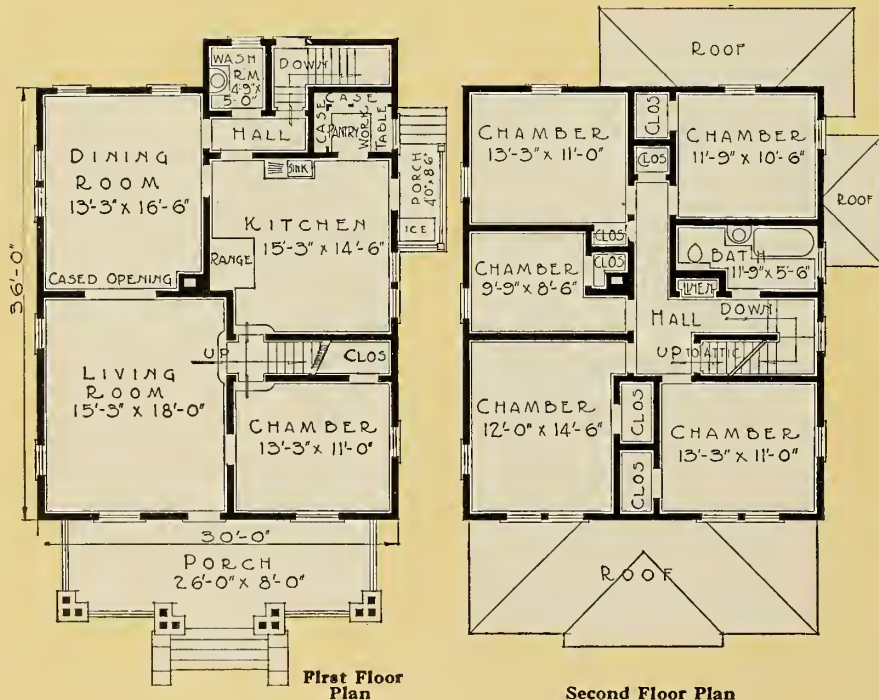 WASH
RM.
4'-9" X
5'-0"
DOWN
HALL
CASE
CASE
PANTRY
WORK
TABLE
DINING
ROOM
13'-3" X 16'-6"
CASED OPENING
SINK
KITCHEN
15'-3" X 14'-6"
RANGE
PORCH
4'0" X 8'6"
ICE
36'-0"
UP
CLOS
LIVING
ROOM
15'-3" X 18'-0"
CHAMBER
13'-3" X 11'-0"
30'-0"
PORCH
26'-0" X 8'-0"
First Floor
Plan
ROOF
CHAMBER
13'-3" X 11'-0"
CLOS
CLOS
CHAMBER
11'-9" X 10'-6"
ROOF
CLOS
CLOS
CHAMBER
9'-9" X 8'-6"
BATH
11'-9" X 5'-6"
LINEN
HALL
DOWN
UP TO ATTIC
CHAMBER
12'-0" X 14'-6"
CLOS
CLOS
CHAMBER
13'-3" X 11'-0"
ROOF
Second Floor Plan